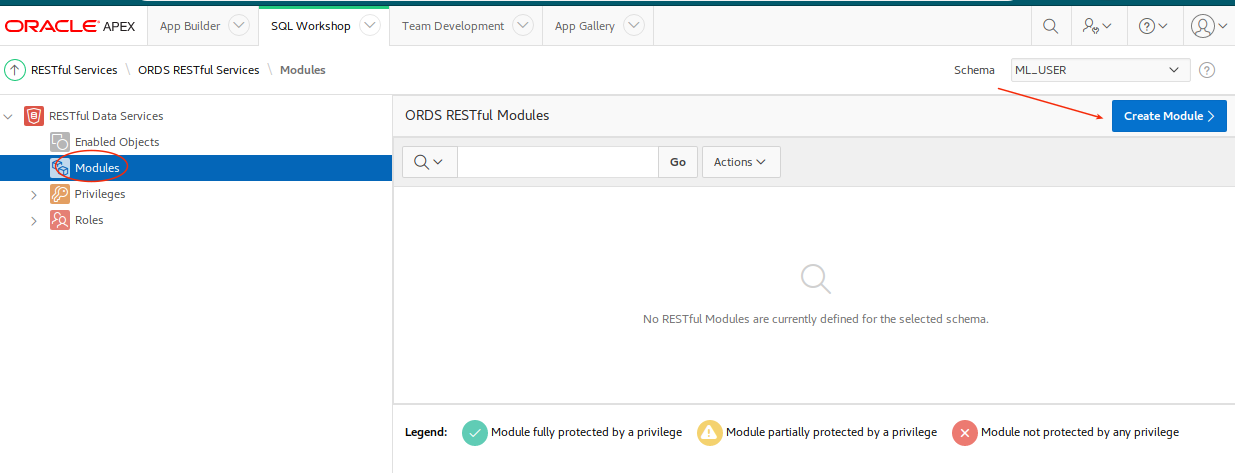 ORACLE APEX App Builder SQL Workshop Team Development App Gallery
RESTful Services \ ORDS RESTful Services \ Modules Schema ML_USER
RESTful Data Services
Enabled Objects
Modules
Privileges
Roles
ORDS RESTful Modules Create Module
Go Actions
No RESTful Modules are currently defined for the selected schema.
Legend: Module fully protected by a privilege Module partially protected by a privilege Module not protected by any privilege